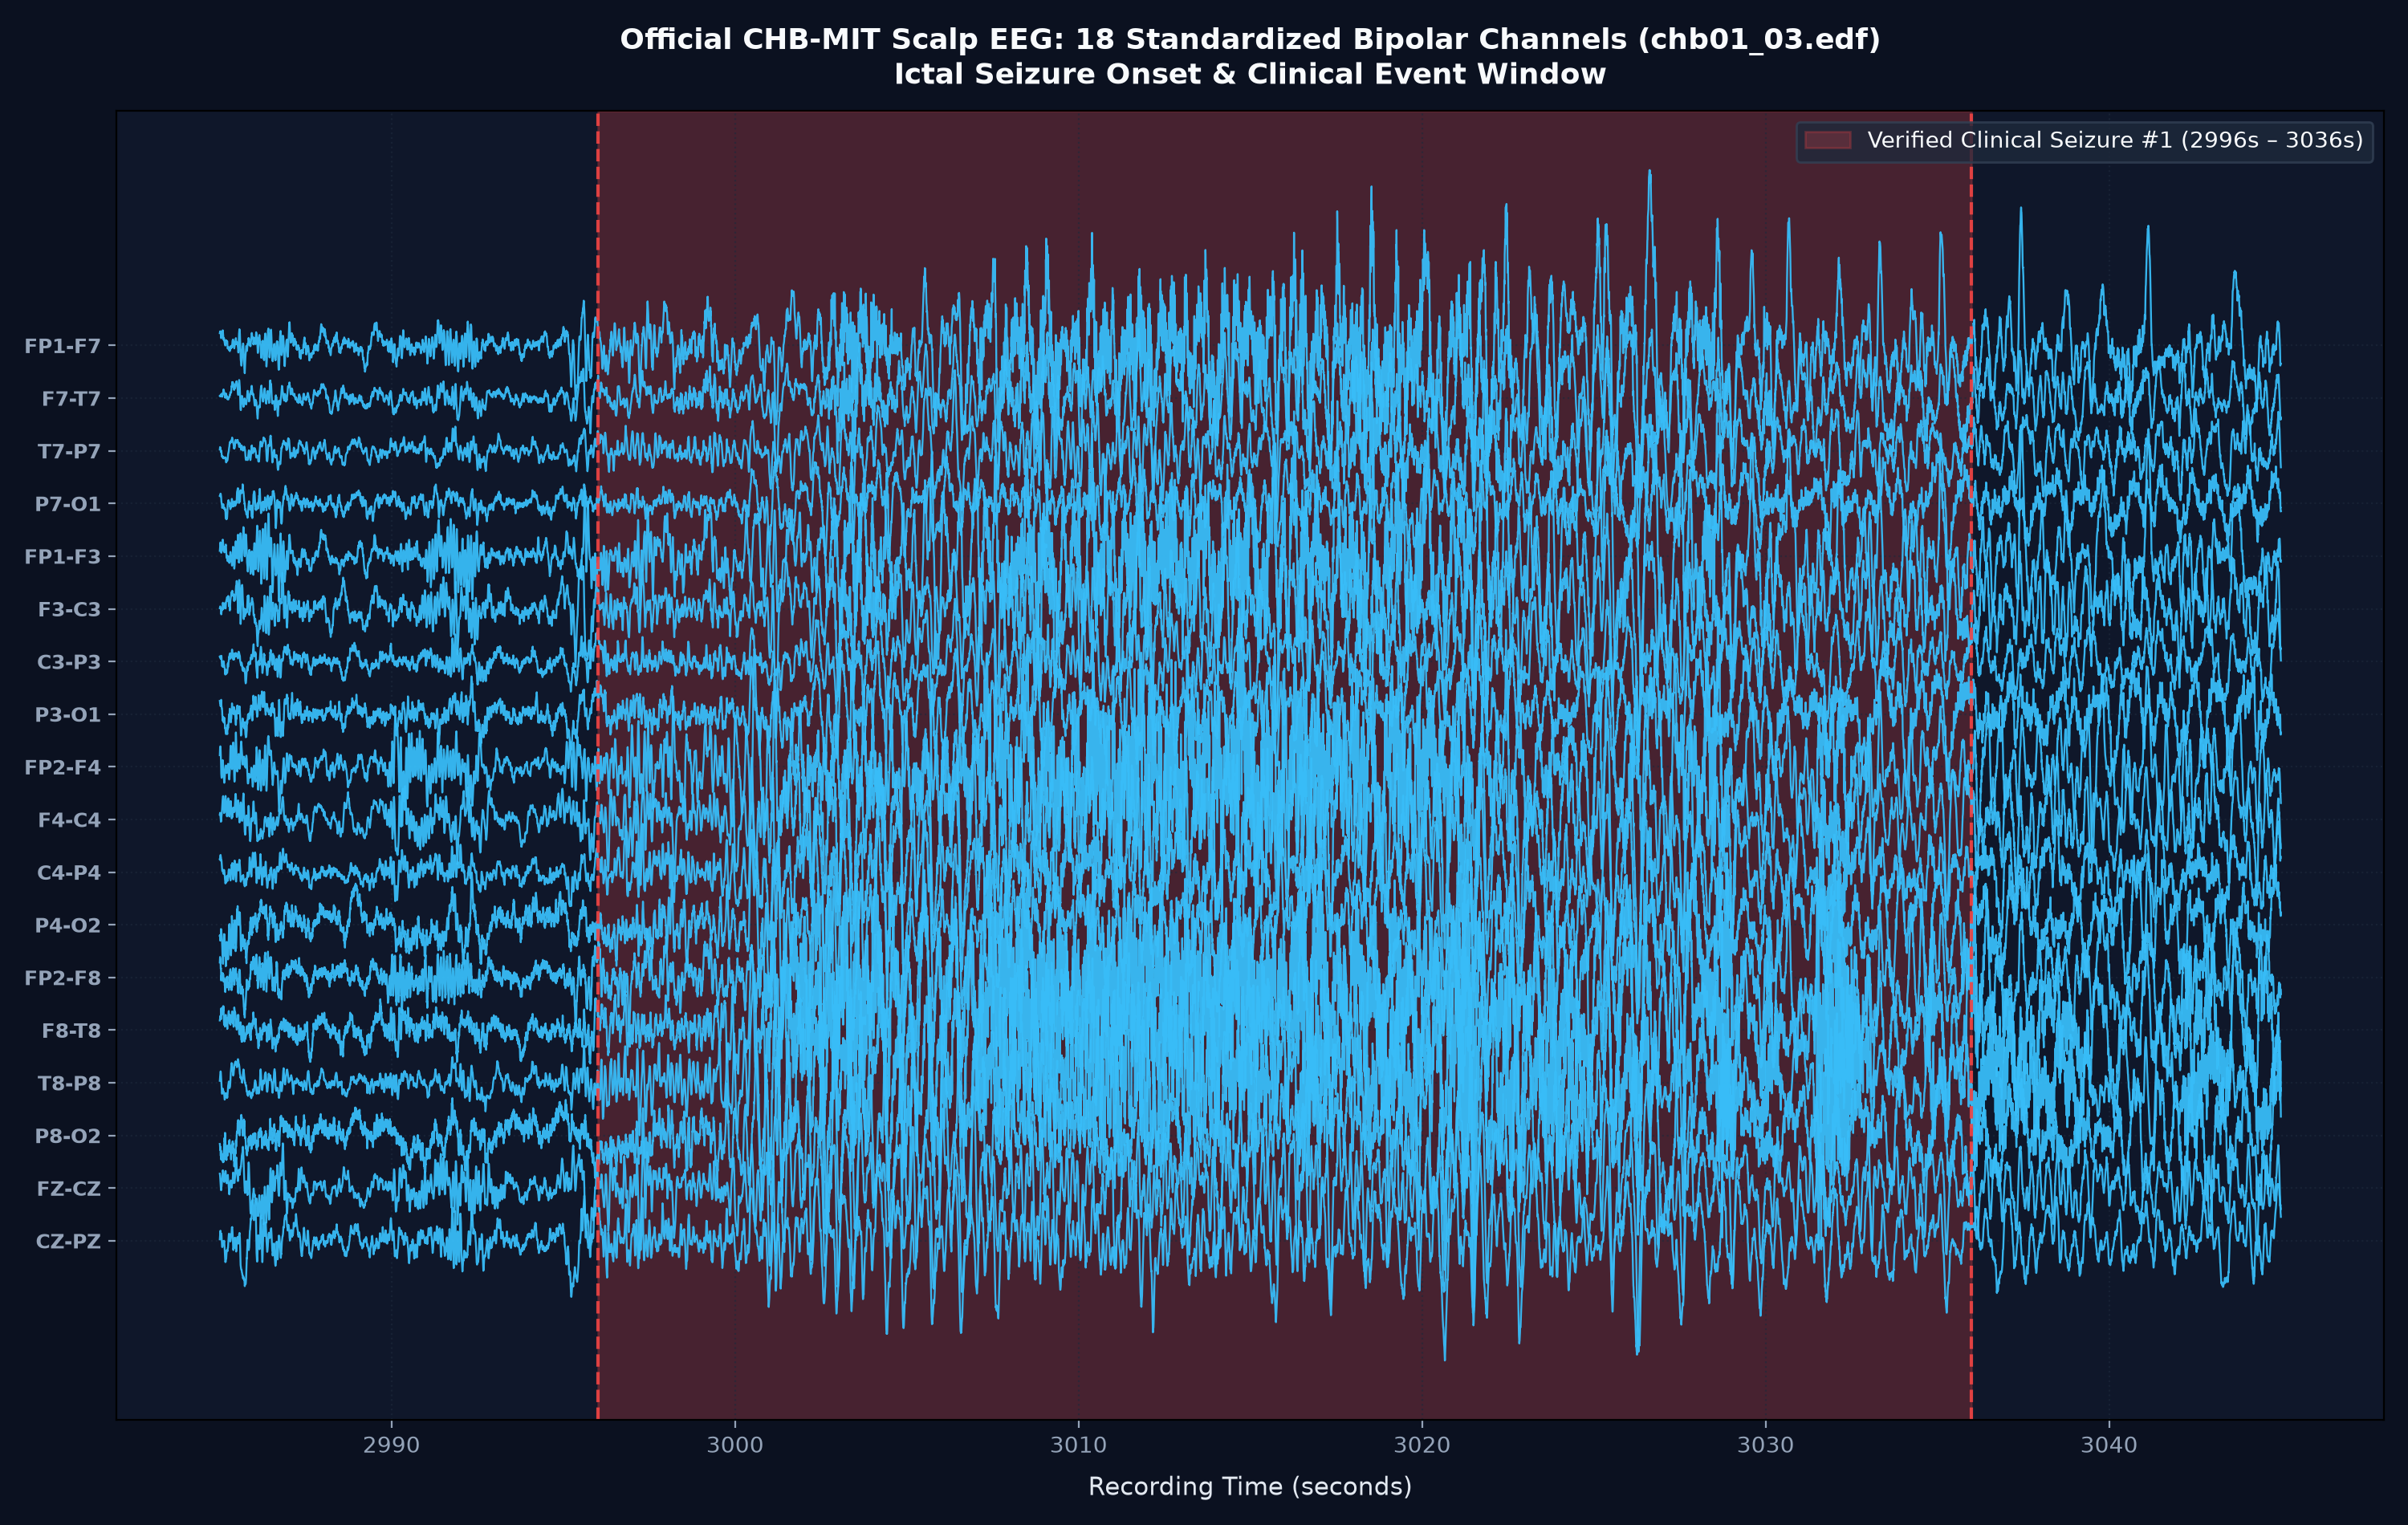 Official CHB-MIT Scalp EEG: 18 Standardized Bipolar Channels (chb01_03.edf)
Ictal Seizure Onset & Clinical Event Window
Verified Clinical Seizure #1 (2996s – 3036s)
FP1-F7
F7-T7
T7-P7
P7-O1
FP1-F3
F3-C3
C3-P3
P3-O1
FP2-F4
F4-C4
C4-P4
P4-O2
FP2-F8
F8-T8
T8-P8
P8-O2
FZ-CZ
CZ-PZ
2990 3000 3010 3020 3030 3040
Recording Time (seconds)